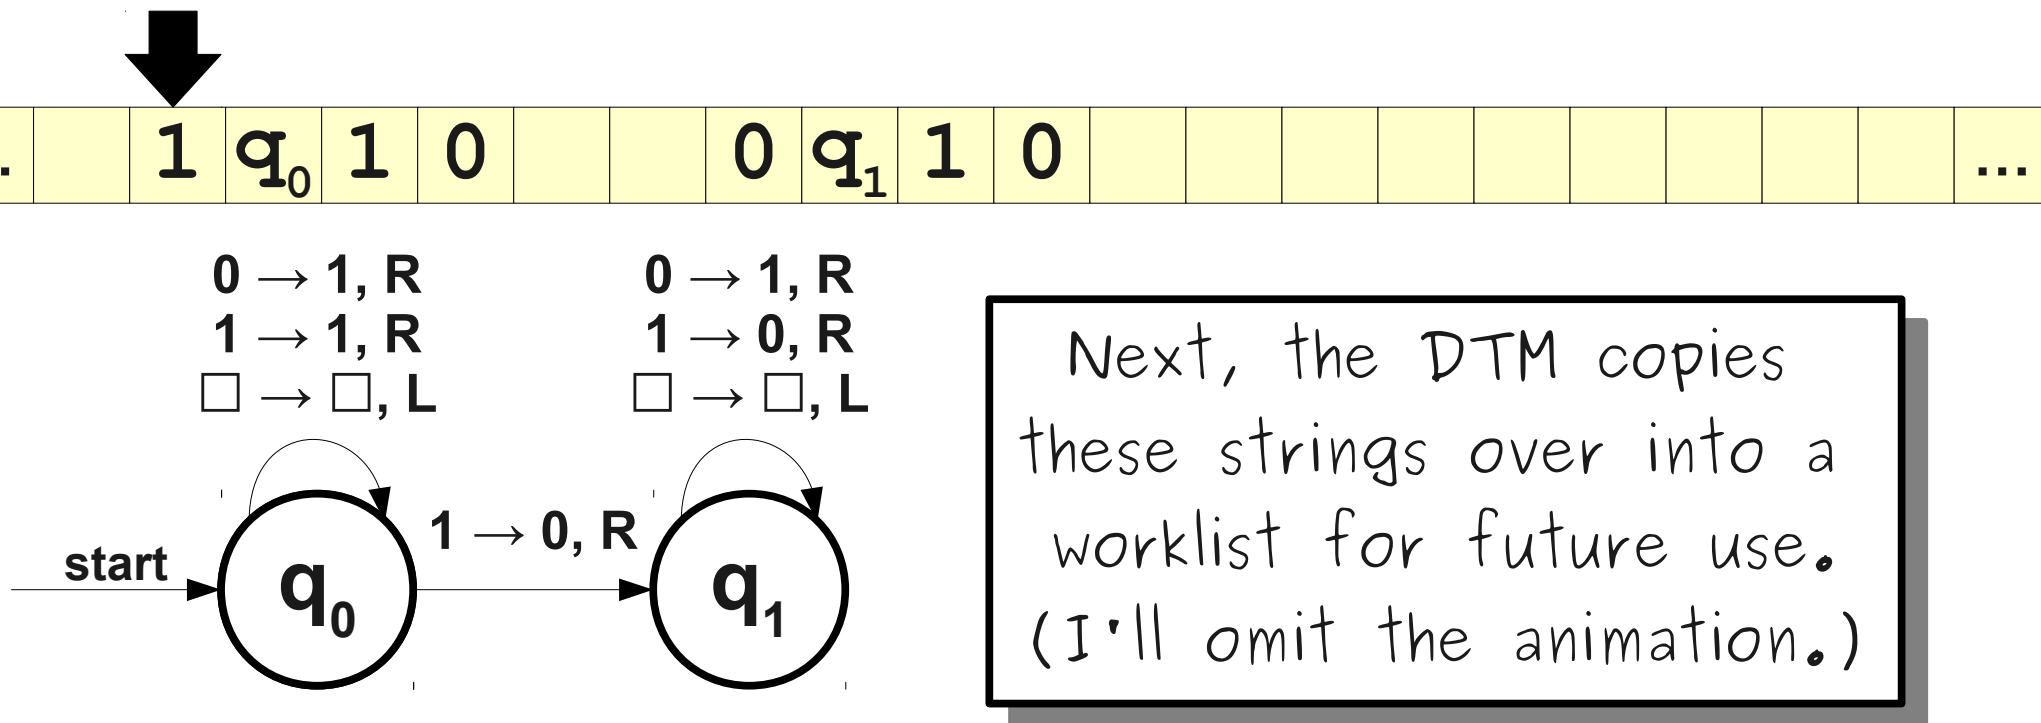 . 1 q₀ 1 0 0 q₁ 1 0 ...
0 → 1, R
1 → 1, R
□ → □, L
0 → 1, R
1 → 0, R
□ → □, L
start
q₀
1 → 0, R
q₁
Next, the DTM copies
these strings over into a
worklist for future use.
(I'll omit the animation.)